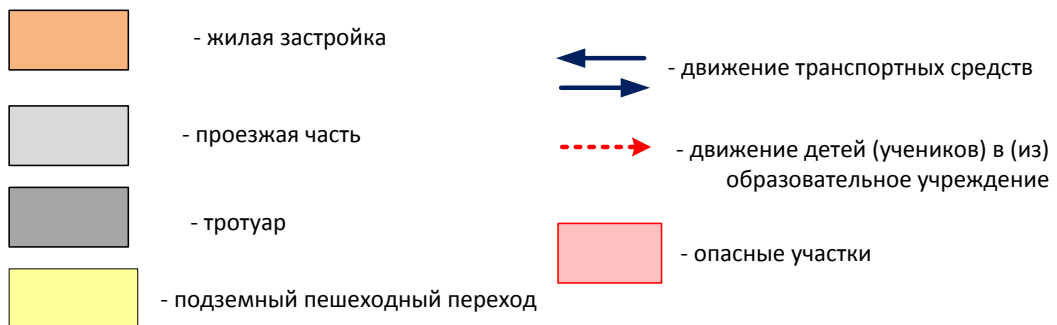 - жилая застройка
- проезжая часть
- тротуар
- подземный пешеходный переход
- движение транспортных средств
- движение детей (учеников) в (из)
образовательное учреждение
- опасные участки